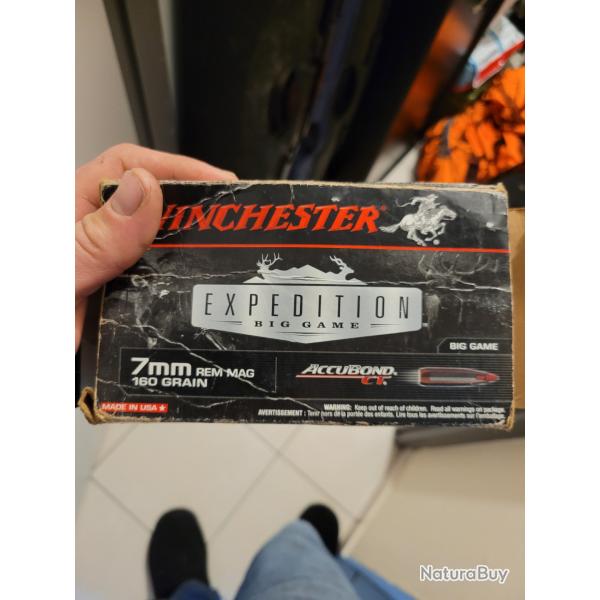 WINCHESTER
EXPEDITION
BIG GAME
BIG GAME
7mm REM MAG
160 GRAIN
ACCUBOND
CT
MADE IN USA
WARNING: Keep out of reach of children. Read all warnings on package.
AVERTISSEMENT : Tenir hors de la portée des enfants. Lire tous les avertissements sur l'emballage.
NaturaBuy